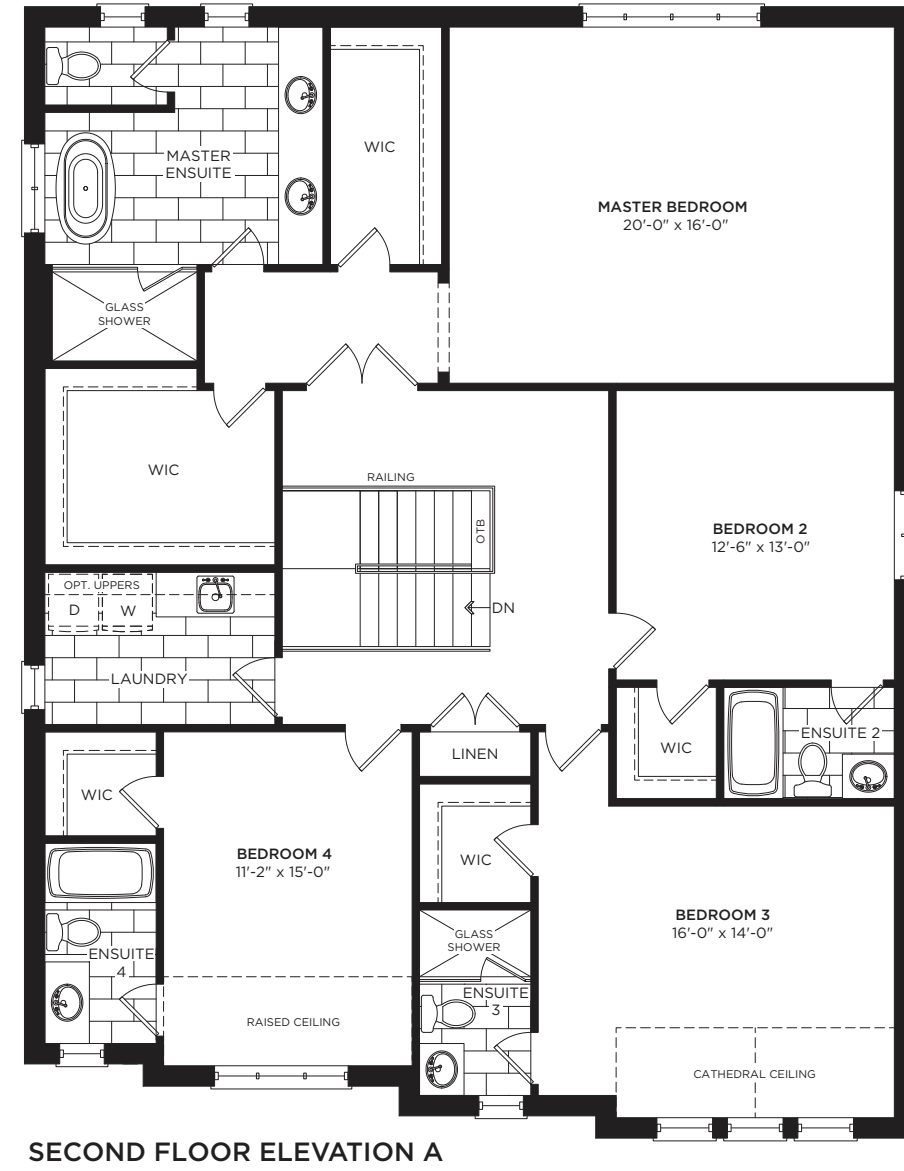 MASTER
ENSUITE
WIC
MASTER BEDROOM
20'-0" x 16'-0"
GLASS
SHOWER
WIC
RAILING
OTB
DN
BEDROOM 2
12'-6" x 13'-0"
OPT. UPPERS
D
W
LAUNDRY
WIC
ENSUITE 2
LINEN
WIC
WIC
BEDROOM 4
11'-2" x 15'-0"
BEDROOM 3
16'-0" x 14'-0"
GLASS
SHOWER
ENSUITE
4
ENSUITE
3
RAISED CEILING
CATHEDRAL CEILING
SECOND FLOOR ELEVATION A